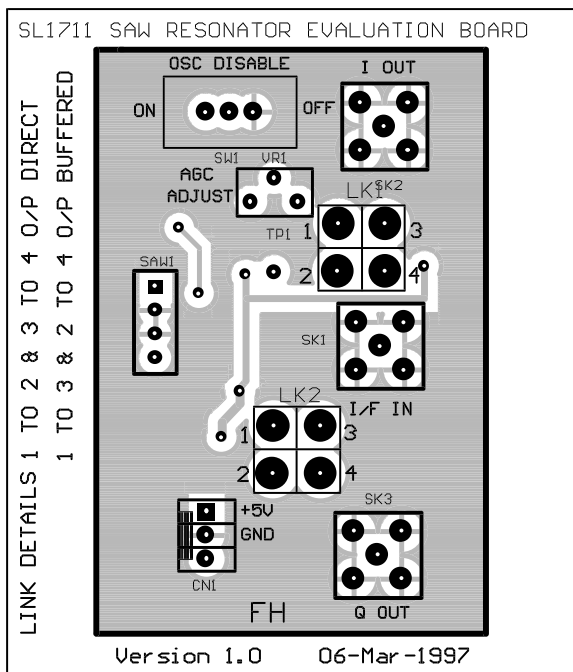 SL1711 SAW RESONATOR EVALUATION BOARD
LINK DETAILS 1 TO 2 & 3 TO 4 O/P DIRECT
1 TO 3 & 2 TO 4 O/P BUFFERED
OSC DISABLE
I OUT
ON
OFF
SW1
VR1
AGC
ADJUST
LK1
SK2
TP1
1
3
2
4
SAW1
SK1
I/F IN
LK2
1
3
2
4
+5V
GND
CN1
SK3
Q OUT
FH
Version 1.0
06-Mar-1997